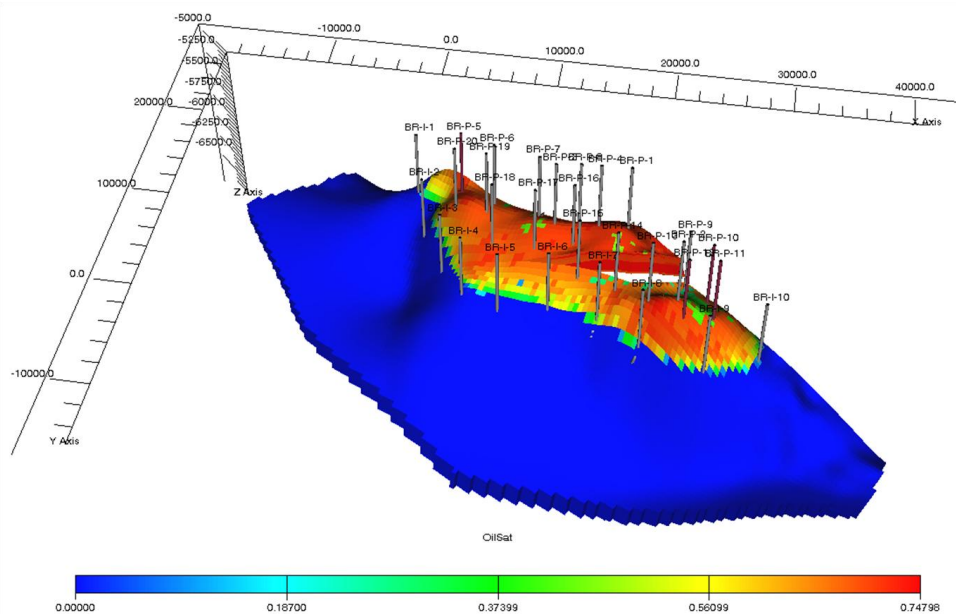 -5000.0
-5250.0
-5500.0
-5750.0
-6000.0
-6250.0
-6500.0
Z Axis
-10000.0
0.0
10000.0
20000.0
30000.0
40000.0
X Axis
20000.0
10000.0
0.0
-10000.0
Y Axis
BR-I-1
BR-P-5
BR-P-6
BR-P-20
BR-P-19
BR-P-7
BR-P-4
BR-P-1
BR-I-2
BR-P-18
BR-P-17
BR-P-16
BR-I-3
BR-P-15
BR-I-4
BR-P-14
BR-P-9
BR-I-5
BR-I-6
BR-P-13
BR-P-10
BR-I-7
BR-P-11
BR-I-8
BR-I-10
BR-I-9
OilSat
0.00000
0.18700
0.37399
0.56099
0.74798